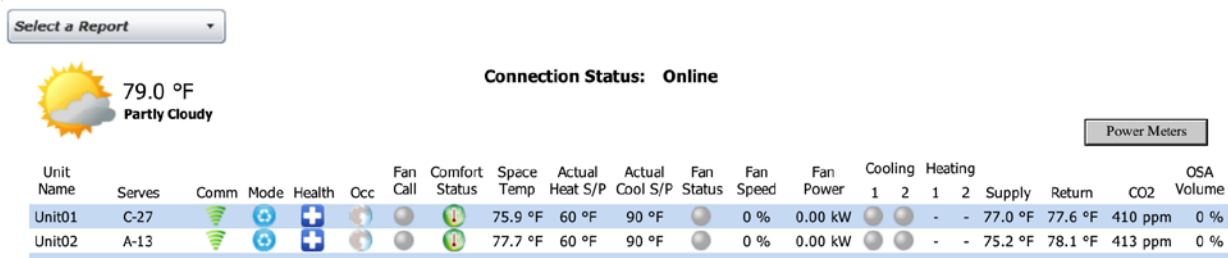 Select a Report
Connection Status: Online
79.0 °F
Partly Cloudy
Power Meters
Unit Name Serves Comm Mode Health Occ Fan Call Comfort Status Space Temp Actual Heat S/P Actual Cool S/P Fan Status Fan Speed Fan Power Cooling 1 2 Heating 1 2 Supply Return CO2 OSA Volume
Unit01 C-27 75.9 °F 60 °F 90 °F 0 % 0.00 kW - - 77.0 °F 77.6 °F 410 ppm 0 %
Unit02 A-13 77.7 °F 60 °F 90 °F 0 % 0.00 kW - - 75.2 °F 78.1 °F 413 ppm 0 %